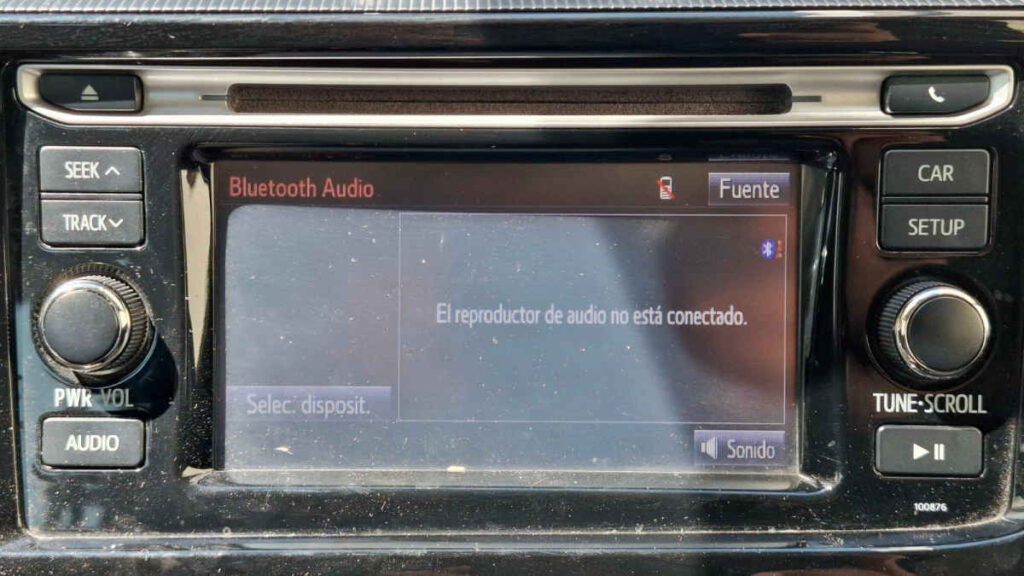 SEEK
TRACK
PWR VOL
AUDIO
Bluetooth Audio
Fuente
El reproductor de audio no está conectado.
Selec. disposit.
Sonido
CAR
SETUP
TUNE•SCROLL
100876